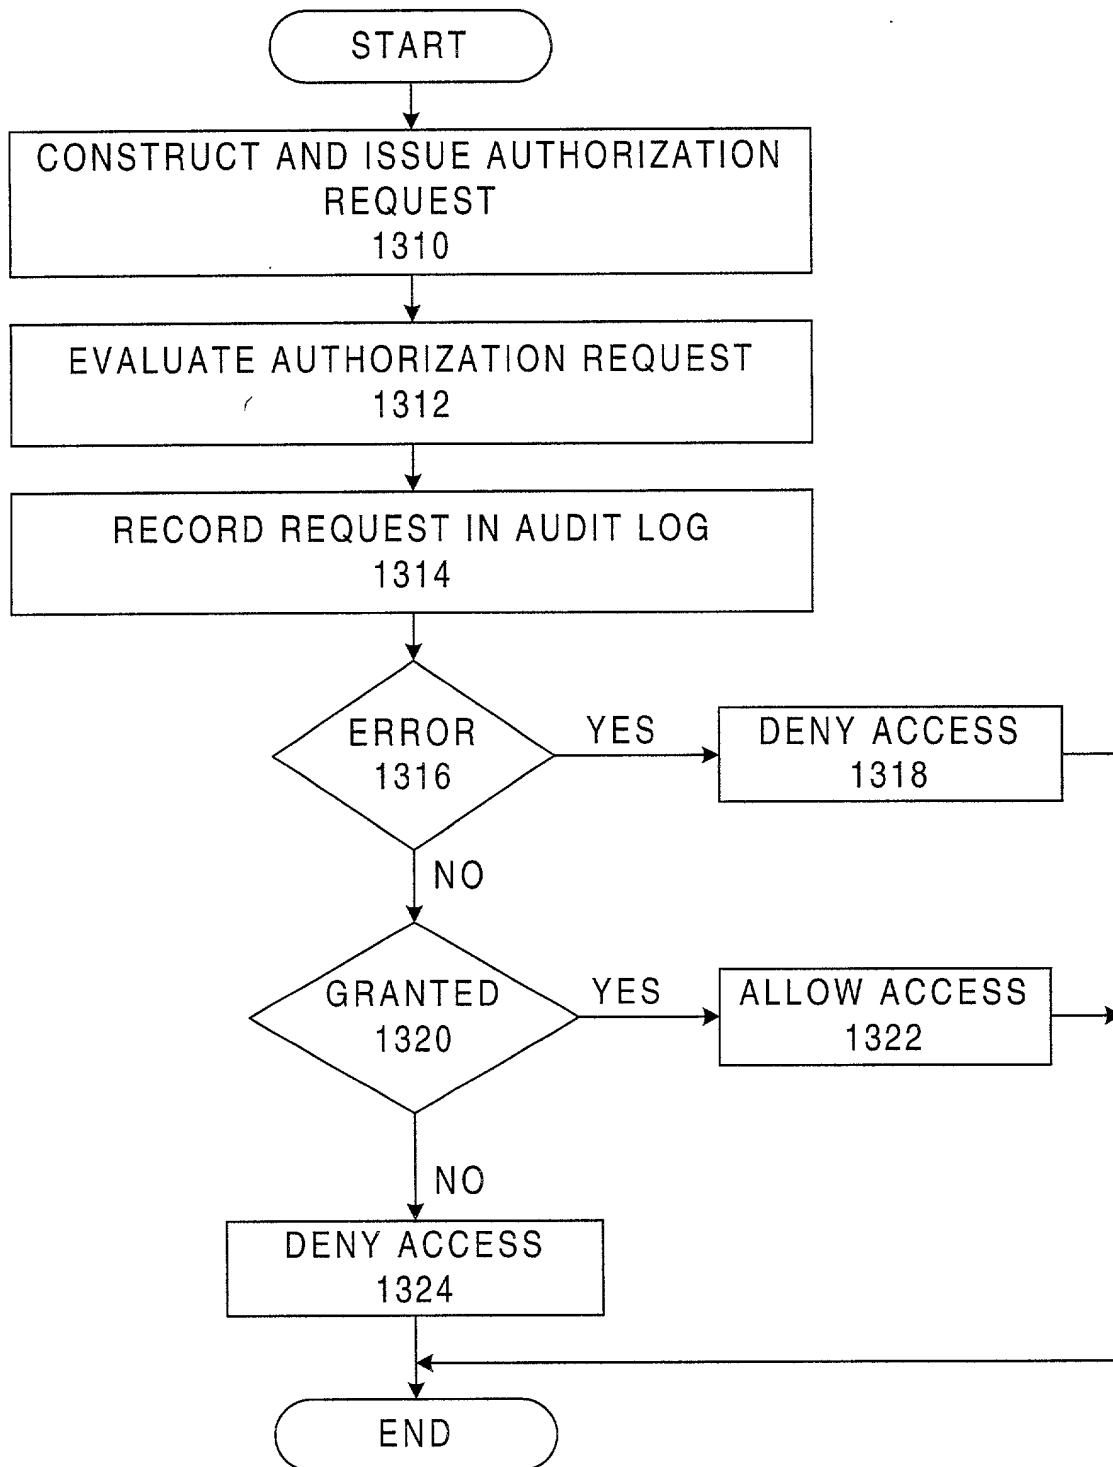 START
CONSTRUCT AND ISSUE AUTHORIZATION
REQUEST
1310
EVALUATE AUTHORIZATION REQUEST
1312
RECORD REQUEST IN AUDIT LOG
1314
ERROR
1316
YES
DENY ACCESS
1318
NO
GRANTED
1320
YES
ALLOW ACCESS
1322
NO
DENY ACCESS
1324
END